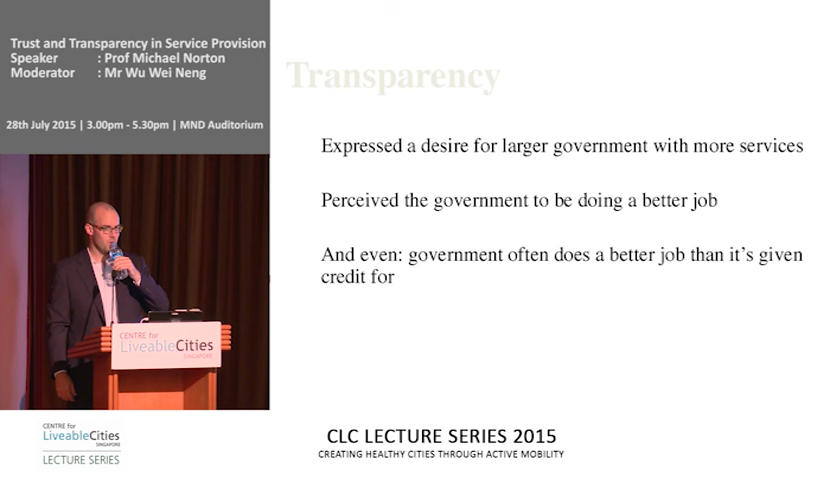 Trust and Transparency in Service Provision
Speaker : Prof Michael Norton
Moderator : Mr Wu Wei Neng
28th July 2015 | 3.00pm - 5.30pm | MND Auditorium
Transparency
Expressed a desire for larger government with more services
Perceived the government to be doing a better job
And even: government often does a better job than it's given
credit for
CENTRE for
LiveableCities
SINGAPORE
CENTRE for
LiveableCities
SINGAPORE
LECTURE SERIES
CLC LECTURE SERIES 2015
CREATING HEALTHY CITIES THROUGH ACTIVE MOBILITY